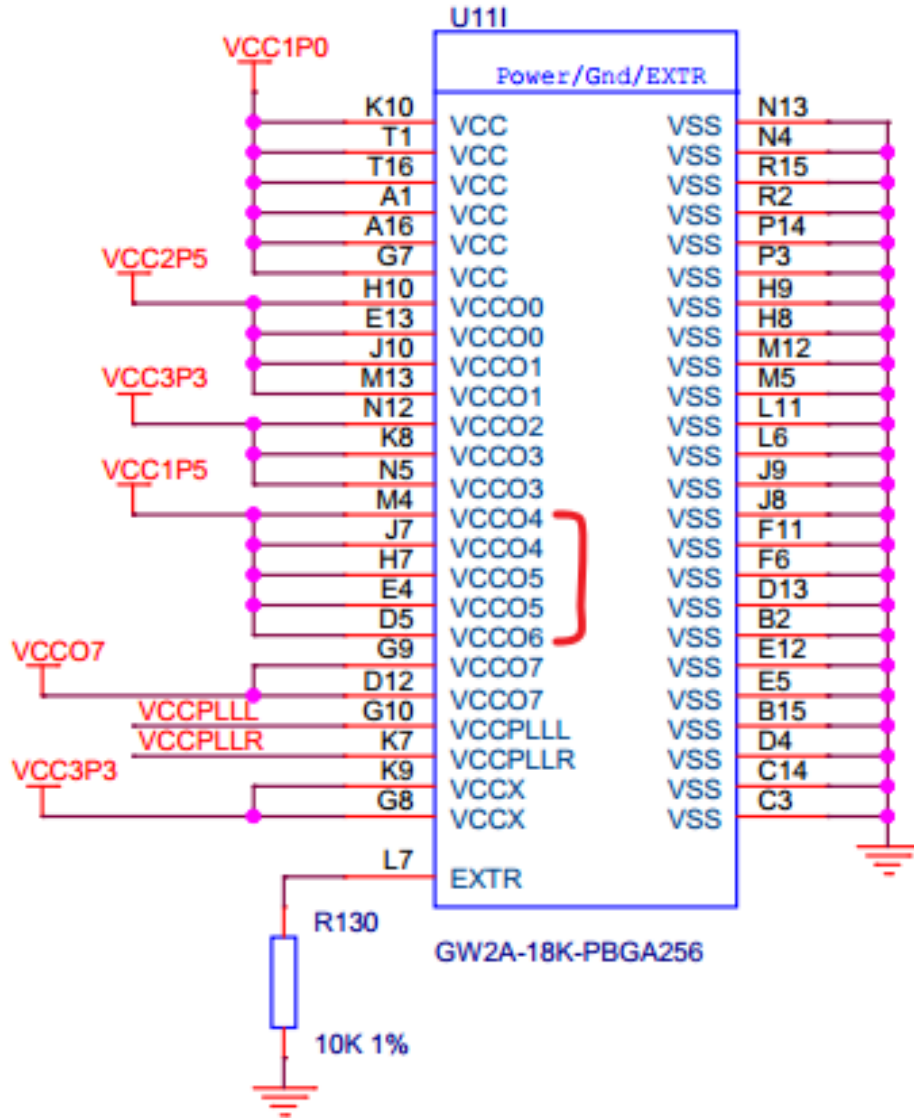 U11I
VCC1P0
Power/Gnd/EXTR
K10 VCC VSS N13
T1 VCC VSS N4
T16 VCC VSS R15
A1 VCC VSS R2
A16 VCC VSS P14
G7 VCC VSS P3
VCC2P5
H10 VCCO0 VSS H9
E13 VCCO0 VSS H8
J10 VCCO1 VSS M12
M13 VCCO1 VSS M5
VCC3P3
N12 VCCO2 VSS L11
K8 VCCO3 VSS L6
N5 VCCO3 VSS J9
VCC1P5
M4 VCCO4 VSS J8
J7 VCCO4 VSS F11
H7 VCCO5 VSS F6
E4 VCCO5 VSS D13
D5 VCCO6 VSS B2
VCCO7
G9 VCCO7 VSS E12
D12 VCCO7 VSS E5
VCCPLLL G10 VCCPLLL VSS B15
VCCPLLR K7 VCCPLLR VSS D4
VCC3P3
K9 VCCX VSS C14
G8 VCCX VSS C3
L7 EXTR
R130
GW2A-18K-PBGA256
10K 1%